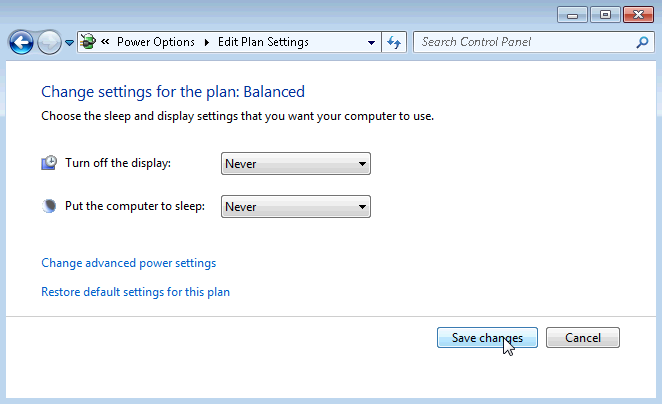 « Power Options ▸ Edit Plan Settings Search Control Panel
Change settings for the plan: Balanced
Choose the sleep and display settings that you want your computer to use.
Turn off the display: Never
Put the computer to sleep: Never
Change advanced power settings
Restore default settings for this plan
Save changes Cancel